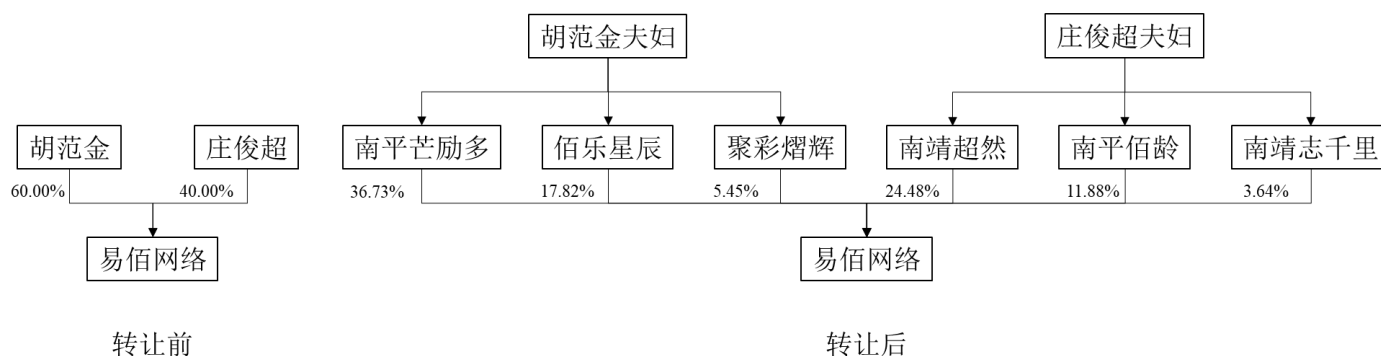 胡范金夫妇
庄俊超夫妇
胡范金
庄俊超
南平芒励多
佰乐星辰
聚彩熠辉
南靖超然
南平佰龄
南靖志千里
60.00%
40.00%
36.73%
17.82%
5.45%
24.48%
11.88%
3.64%
易佰网络
易佰网络
转让前
转让后